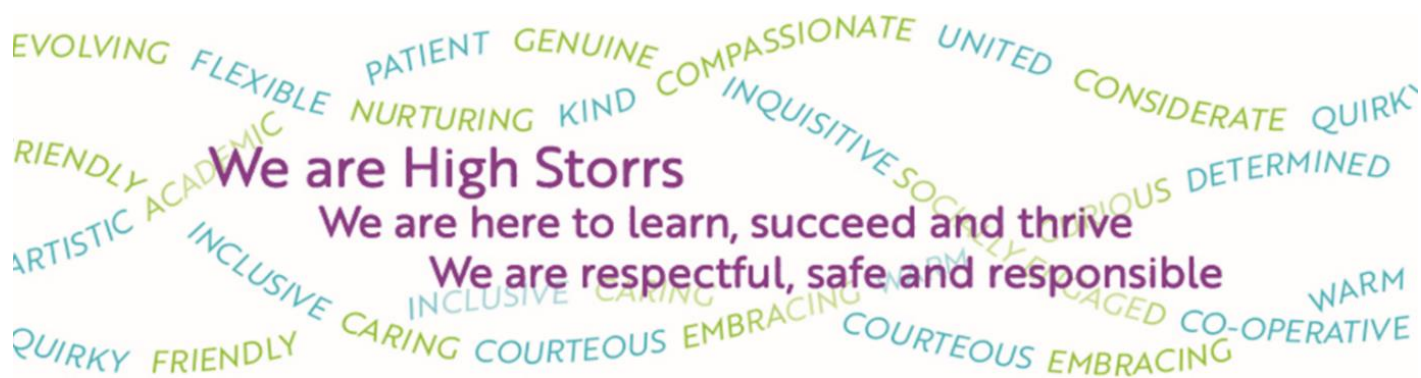 EVOLVING FLEXIBLE PATIENT GENUINE COMPASSIONATE UNITED CONSIDERATE QUIRKY
NURTURING KIND INQUISITIVE SOCIALLY ENGAGED
RIENDLY ARTISTIC ACADEMIC
We are High Storrs
DETERMINED
We are here to learn, succeed and thrive
We are respectful, safe and responsible
INCLUSIVE CARING COURTEOUS EMBRACING
INCLUSIVE CARING WARM
WARM
QUIRKY FRIENDLY
COURTEOUS EMBRACING CO-OPERATIVE